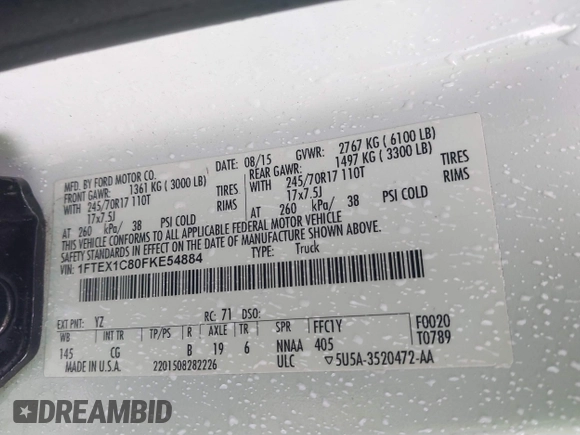 MFD. BY FORD MOTOR CO.
DATE: 08/15 GVWR: 2767 KG (6100 LB)
FRONT GAWR: 1361 KG (3000 LB) REAR GAWR: 1497 KG (3300 LB)
WITH 245/70R17 110T TIRES WITH 245/70R17 110T TIRES
17x7.5J RIMS 17x7.5J RIMS
AT 260 kPa/ 38 PSI COLD AT 260 kPa/ 38 PSI COLD
THIS VEHICLE CONFORMS TO ALL APPLICABLE FEDERAL MOTOR VEHICLE
SAFETY STANDARDS IN EFFECT ON THE DATE OF MANUFACTURE SHOWN ABOVE.
VIN: 1FTEX1C80FKE54884 TYPE: Truck
EXT PNT: YZ RC: 71 DSO: F0020
WB INT TR TP/PS R AXLE TR SPR FFC1Y T0789
145 CG B 19 6 NNAA 405
MADE IN U.S.A. 2201508282226 ULC ▽5U5A-3520472-AA
DREAMBID